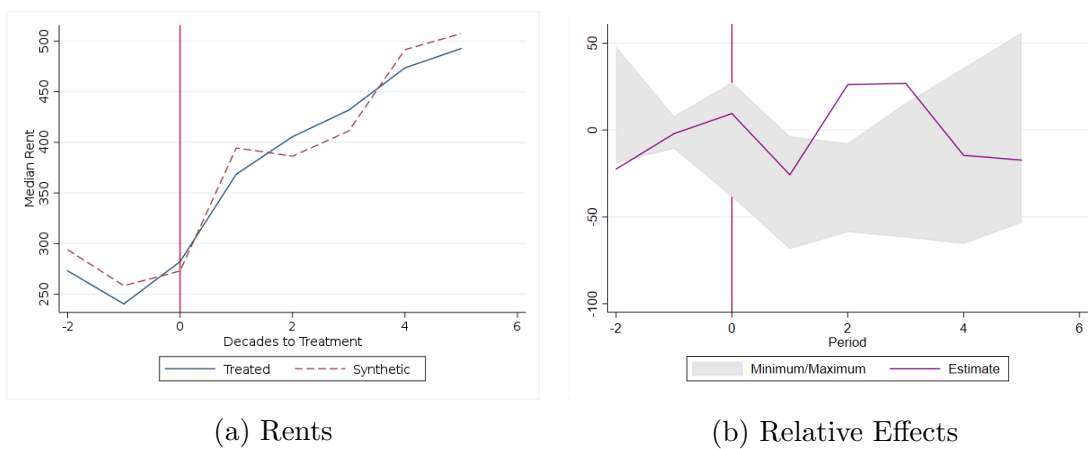 500
450
400
350
300
250
Median Rent
-2
0
2
4
6
Decades to Treatment
Treated
Synthetic
(a) Rents
50
0
-50
-100
-2
0
2
4
6
Period
Minimum/Maximum
Estimate
(b) Relative Effects